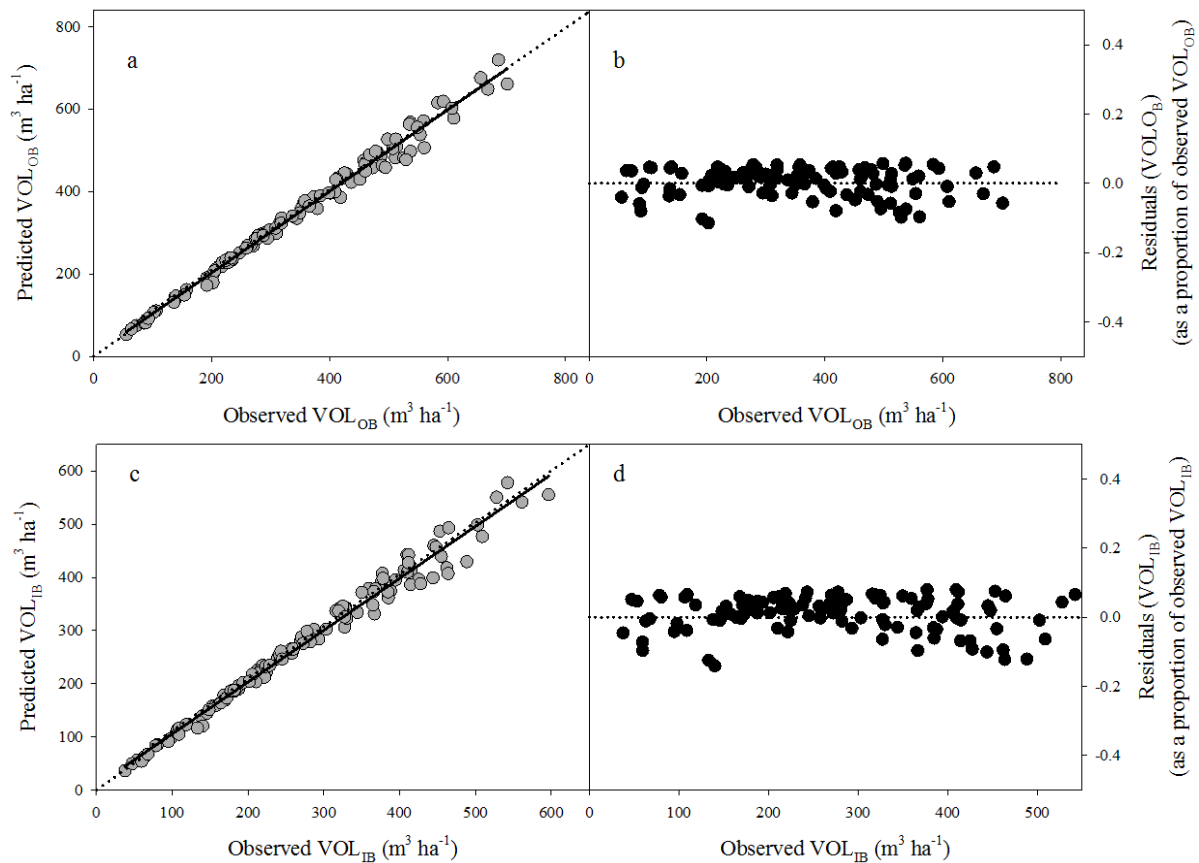 a
800
600
400
200
0
Predicted VOL_OB (m³ ha⁻¹)
0 200 400 600 800
Observed VOL_OB (m³ ha⁻¹)
b
0.4
0.2
0.0
-0.2
-0.4
Residuals (VOLO_B)
(as a proportion of observed VOL_OB)
0 200 400 600 800
Observed VOL_OB (m³ ha⁻¹)
c
600
500
400
300
200
100
0
Predicted VOL_IB (m³ ha⁻¹)
0 100 200 300 400 500 600
Observed VOL_IB (m³ ha⁻¹)
d
0.4
0.2
0.0
-0.2
-0.4
Residuals (VOL_IB)
(as a proportion of observed VOL_IB)
0 100 200 300 400 500
Observed VOL_IB (m³ ha⁻¹)